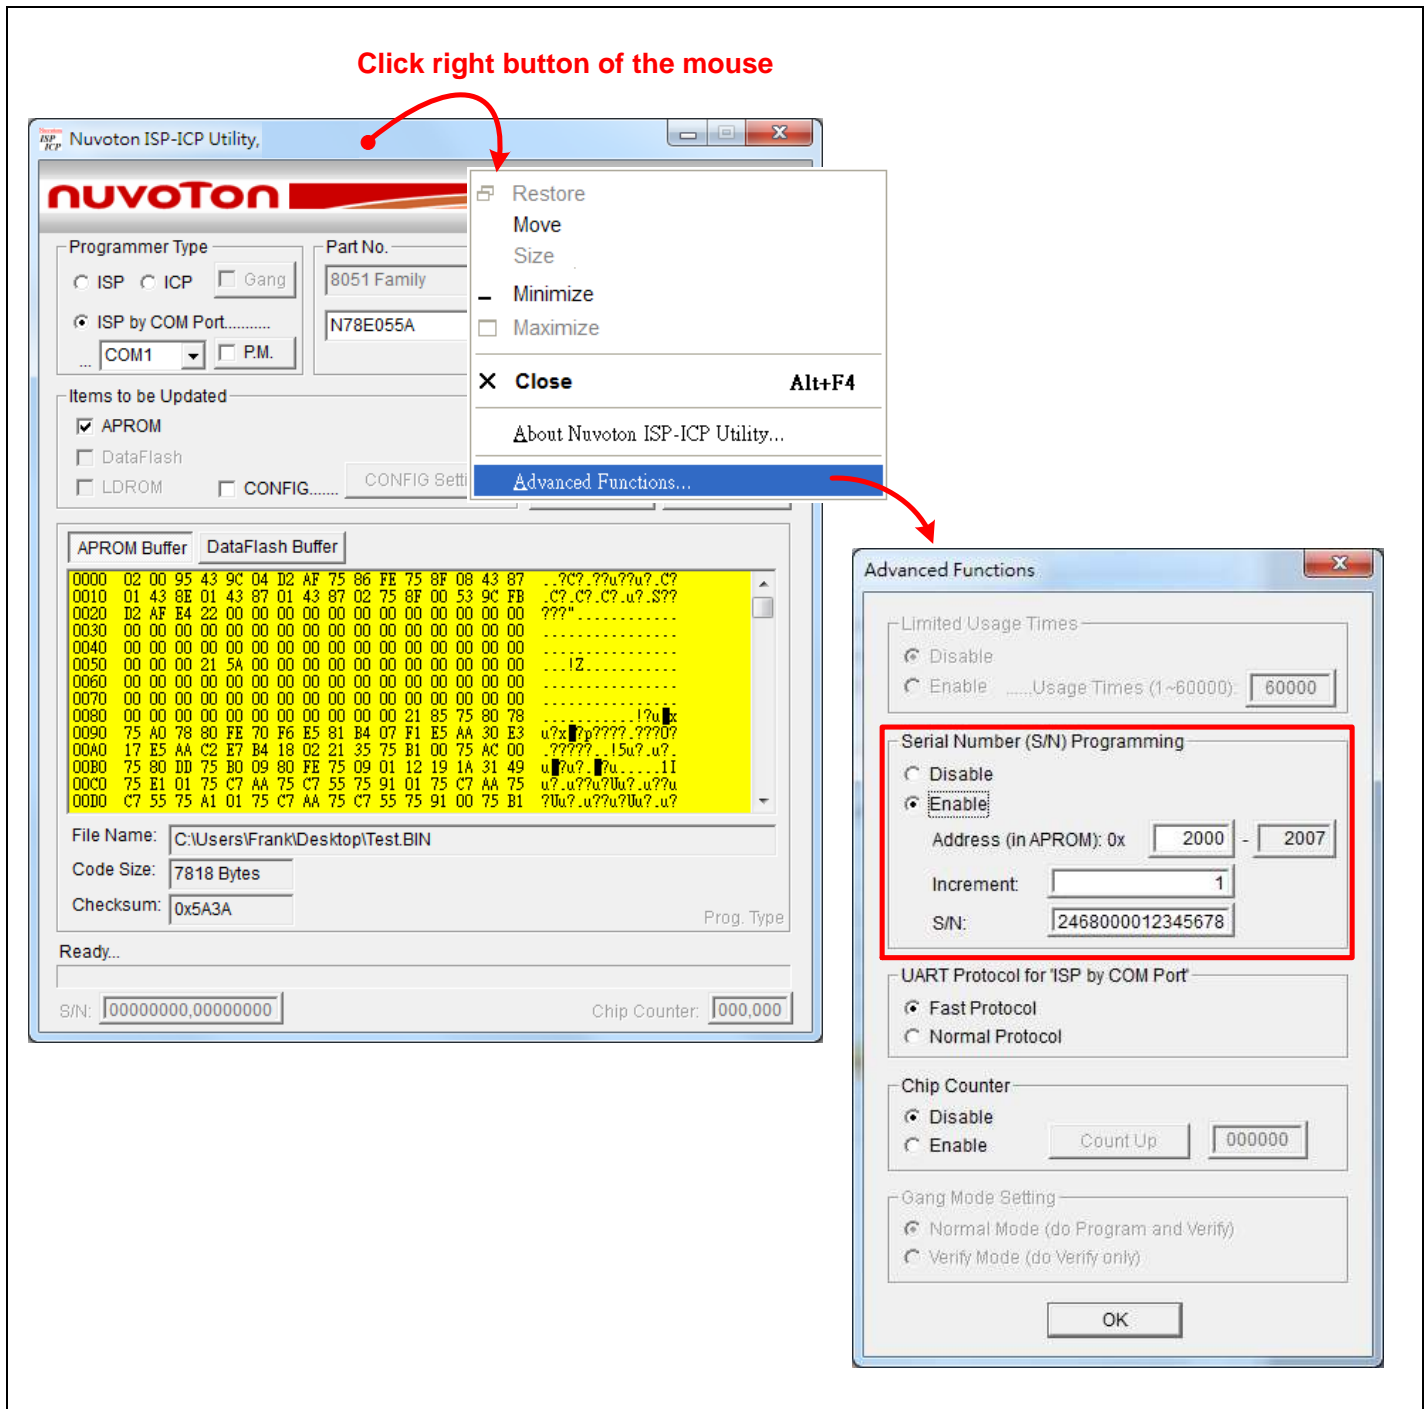 Click right button of the mouse
Nuvoton
ISP
ICP
Nuvoton ISP-ICP Utility,
nuvoTon
Restore
Move
Size
Minimize
Maximize
Close Alt+F4
About Nuvoton ISP-ICP Utility...
Advanced Functions...
Programmer Type
ISP ICP Gang
ISP by COM Port...........
... COM1 P.M.
Part No.
8051 Family
N78E055A
Items to be Updated
APROM
DataFlash
LDROM CONFIG....... CONFIG Setti
APROM Buffer DataFlash Buffer
0000 02 00 95 43 9C 04 D2 AF 75 86 FE 75 8F 08 43 87 ..?C?.??u??u?.C?
0010 01 43 8E 01 43 87 01 43 87 02 75 8F 00 53 9C FB .C?.C?.C?.u?.S??
0020 D2 AF E4 22 00 00 00 00 00 00 00 00 00 00 00 00 ???"............
0030 00 00 00 00 00 00 00 00 00 00 00 00 00 00 00 00 ................
0040 00 00 00 00 00 00 00 00 00 00 00 00 00 00 00 00 ................
0050 00 00 00 21 5A 00 00 00 00 00 00 00 00 00 00 00 ...!Z...........
0060 00 00 00 00 00 00 00 00 00 00 00 00 00 00 00 00 ................
0070 00 00 00 00 00 00 00 00 00 00 00 00 00 00 00 00 ................
0080 00 00 00 00 00 00 00 00 00 00 00 21 85 75 80 78 ...........!?u█x
0090 75 A0 78 80 FE 70 F6 E5 81 B4 07 F1 E5 AA 30 E3 u?x█?p????.???0?
00A0 17 E5 AA C2 E7 B4 18 02 21 35 75 B1 00 75 AC 00 .?????..!5u?.u?.
00B0 75 80 DD 75 B0 09 80 FE 75 09 01 12 19 1A 31 49 u█?u?.█?u.....1I
00C0 75 E1 01 75 C7 AA 75 C7 55 75 91 01 75 C7 AA 75 u?.u??u?Uu?.u??u
00D0 C7 55 75 A1 01 75 C7 AA 75 C7 55 75 91 00 75 B1 ?Uu?.u??u?Uu?.u?
File Name: C:\Users\Frank\Desktop\Test.BIN
Code Size: 7818 Bytes
Checksum: 0x5A3A
Prog. Type
Ready...
S/N: 00000000,00000000 Chip Counter: 000,000
Advanced Functions
Limited Usage Times
Disable
Enable ......Usage Times (1~60000): 60000
Serial Number (S/N) Programming
Disable
Enable
Address (in APROM): 0x 2000 - 2007
Increment: 1
S/N: 2468000012345678
UART Protocol for 'ISP by COM Port'
Fast Protocol
Normal Protocol
Chip Counter
Disable
Enable Count Up 000000
Gang Mode Setting
Normal Mode (do Program and Verify)
Verify Mode (do Verify only)
OK